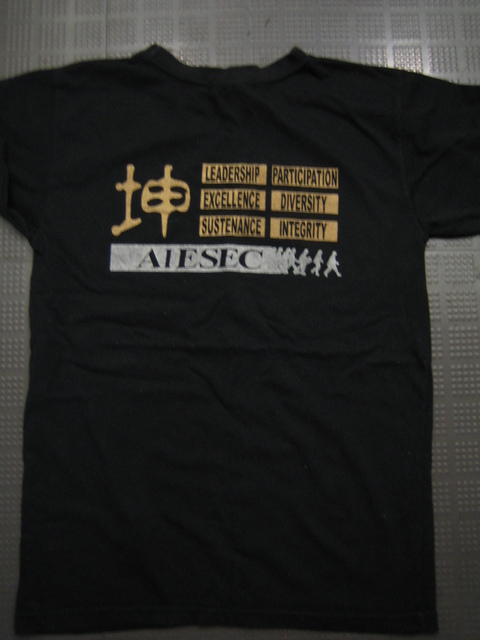 坤
LEADERSHIP PARTICIPATION
EXCELLENCE DIVERSITY
SUSTENANCE INTEGRITY
AIESEC